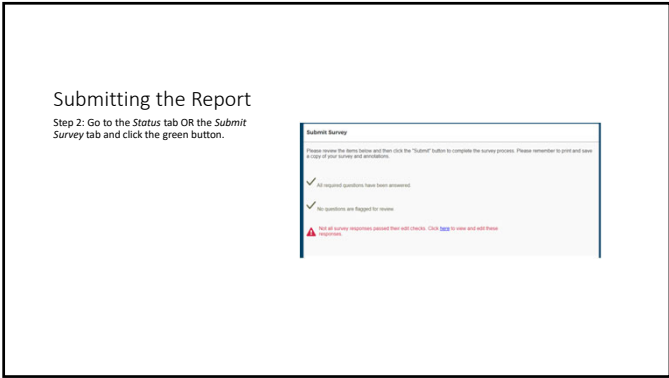 Submitting the Report
Step 2: Go to the Status tab OR the Submit
Survey tab and click the green button.
Submit Survey
Please review the items below and then click the "Submit" button to complete the survey process. Please remember to print and save
a copy of your survey and annotations.
All required questions have been answered
No questions are flagged for review
Not all survey responses passed their edit checks. Click here to view and edit these
responses.